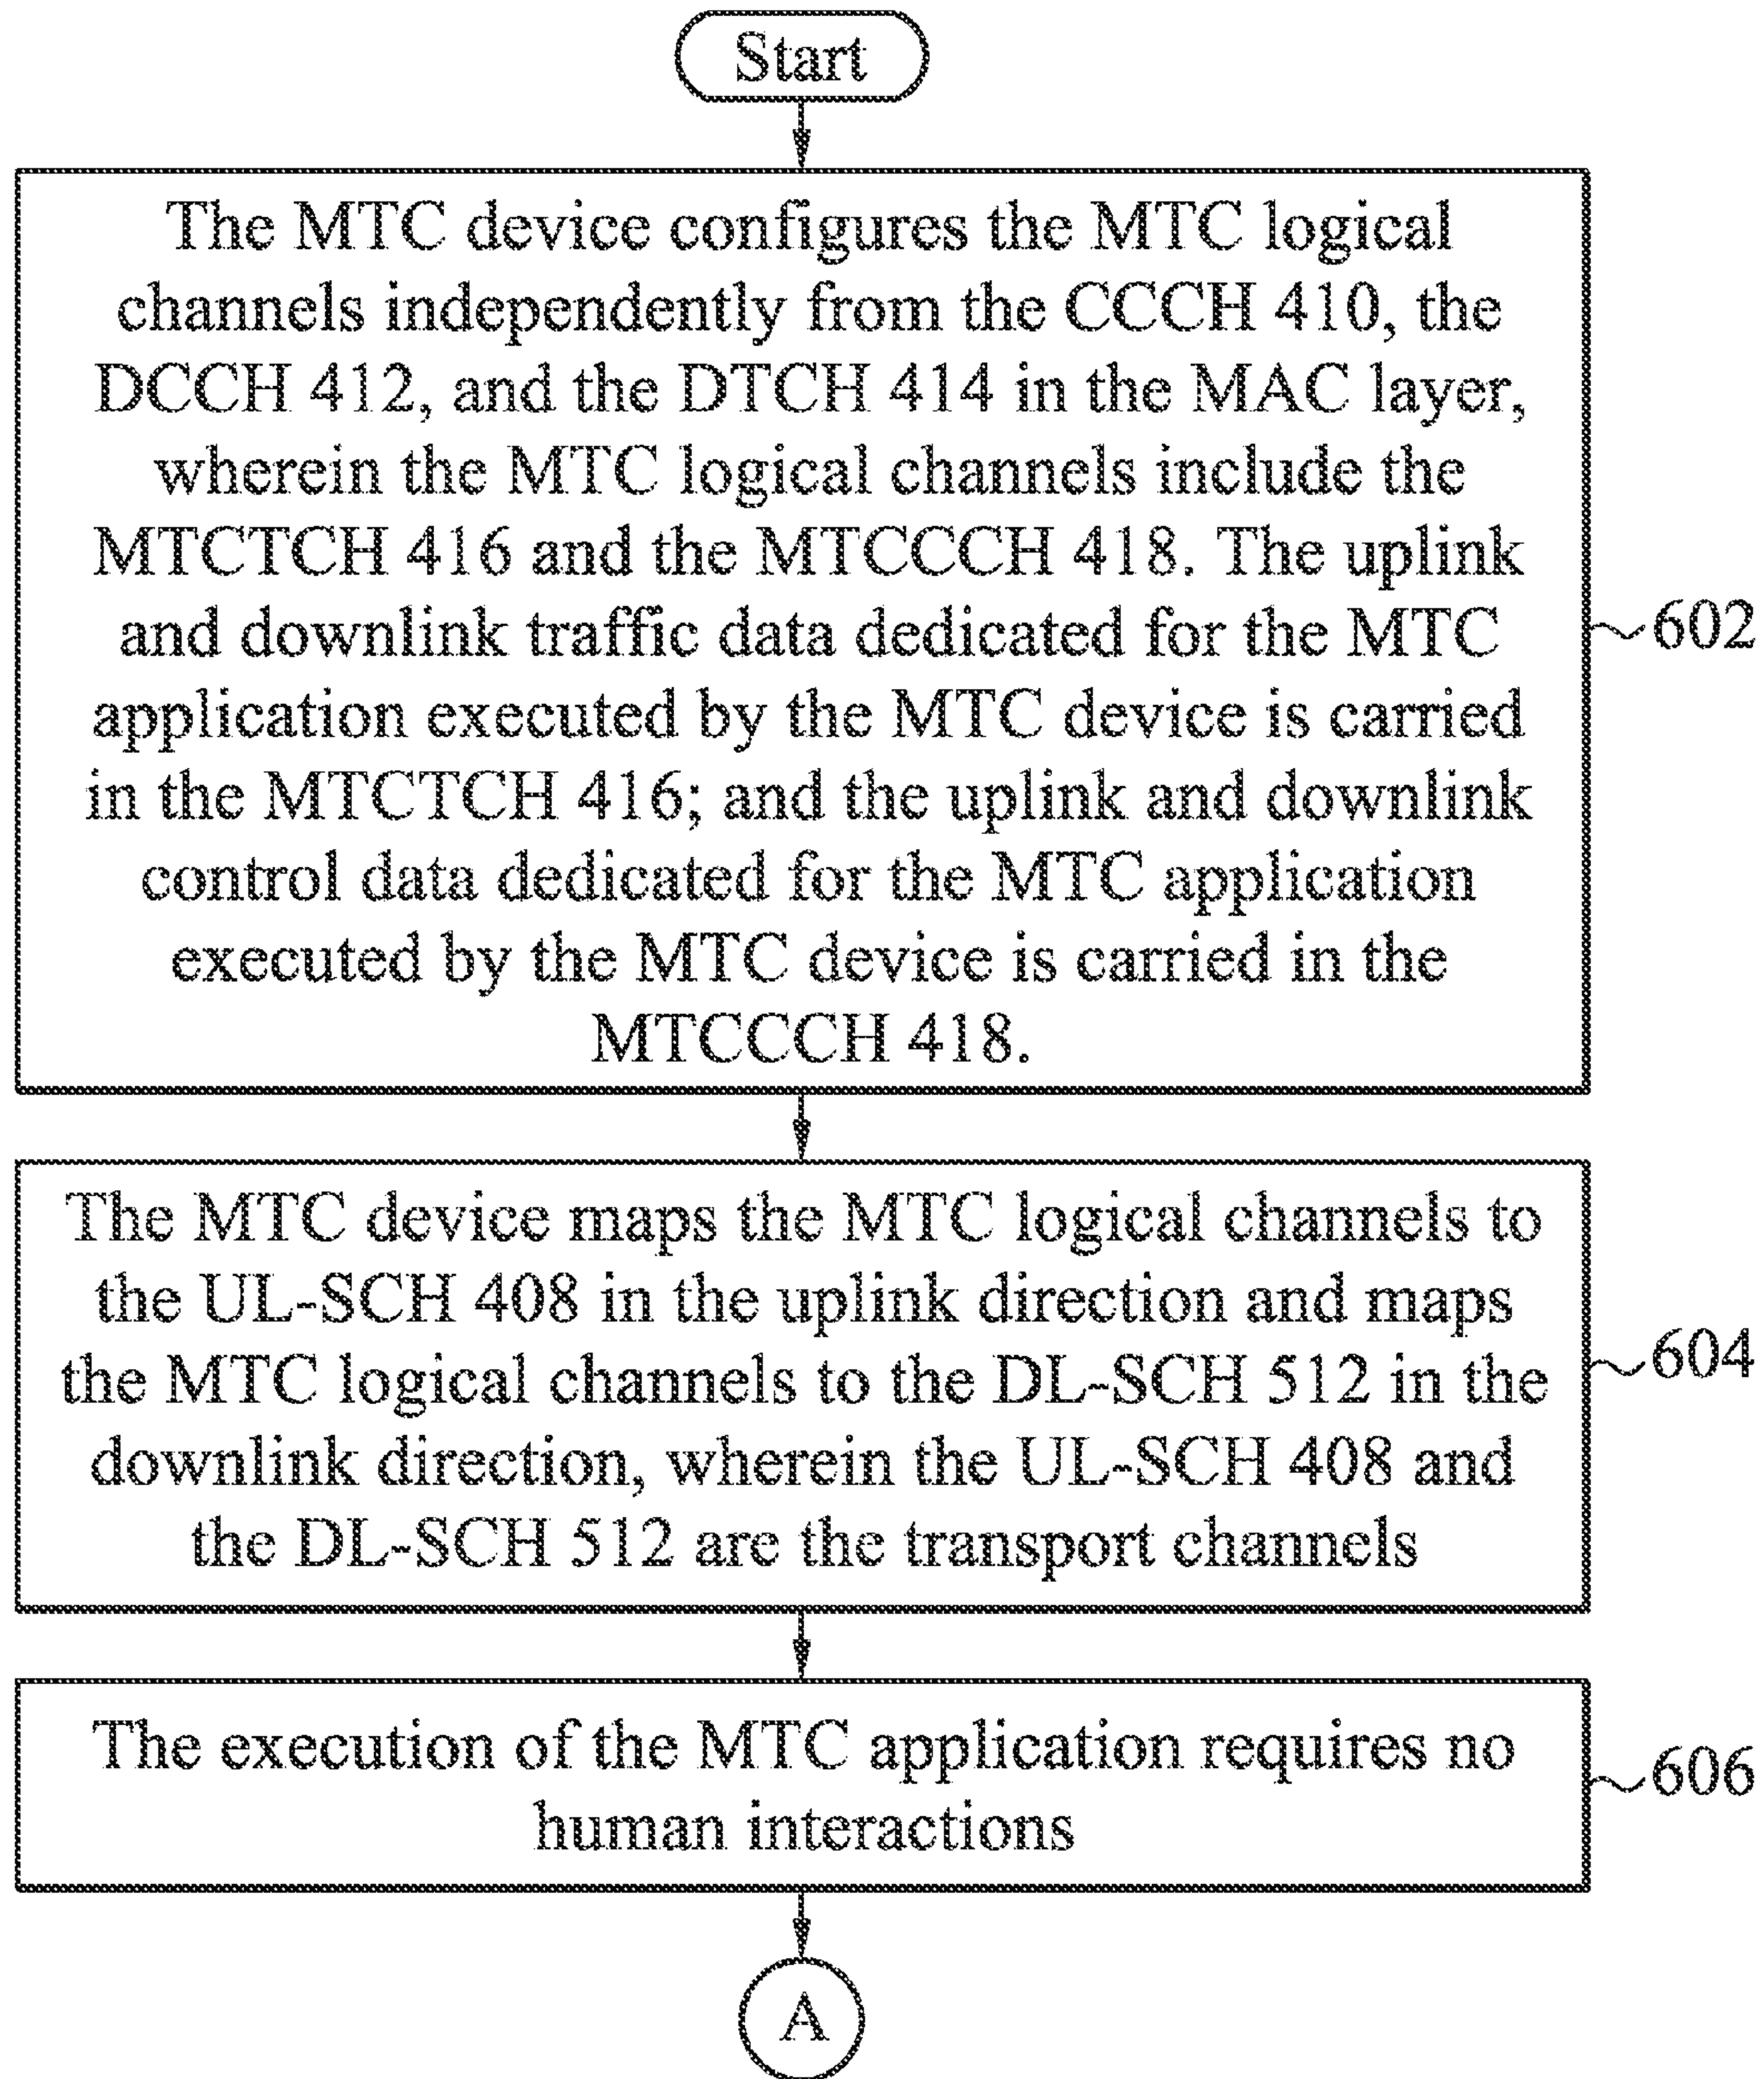 Start
The MTC device configures the MTC logical
channels independently from the CCCH 410, the
DCCH 412, and the DTCH 414 in the MAC layer,
wherein the MTC logical channels include the
MTCTCH 416 and the MTCCCH 418. The uplink
and downlink traffic data dedicated for the MTC
application executed by the MTC device is carried
in the MTCTCH 416; and the uplink and downlink
control data dedicated for the MTC application
executed by the MTC device is carried in the
MTCCCH 418.
602
The MTC device maps the MTC logical channels to
the UL-SCH 408 in the uplink direction and maps
the MTC logical channels to the DL-SCH 512 in the
downlink direction, wherein the UL-SCH 408 and
the DL-SCH 512 are the transport channels
604
The execution of the MTC application requires no
human interactions
606
A